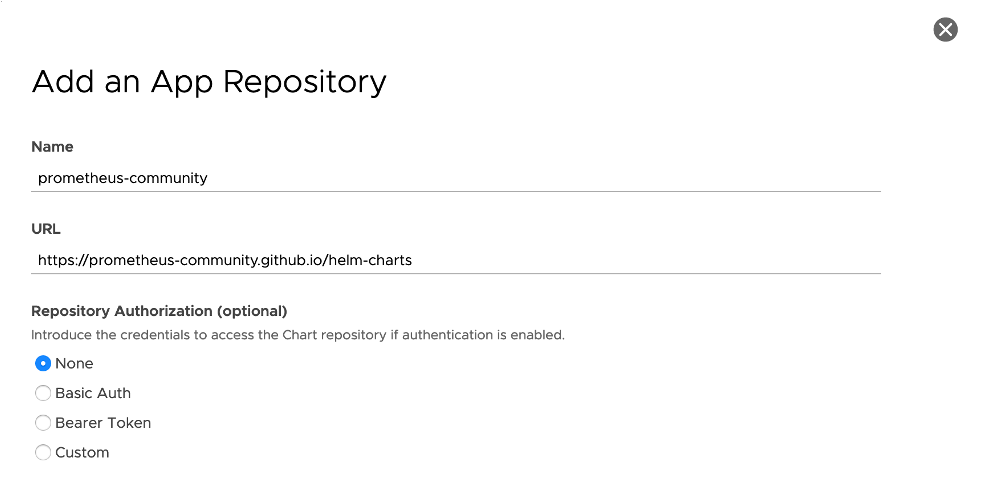 Add an App Repository
Name
prometheus-community
URL
https://prometheus-community.github.io/helm-charts
Repository Authorization (optional)
Introduce the credentials to access the Chart repository if authentication is enabled.
None
Basic Auth
Bearer Token
Custom